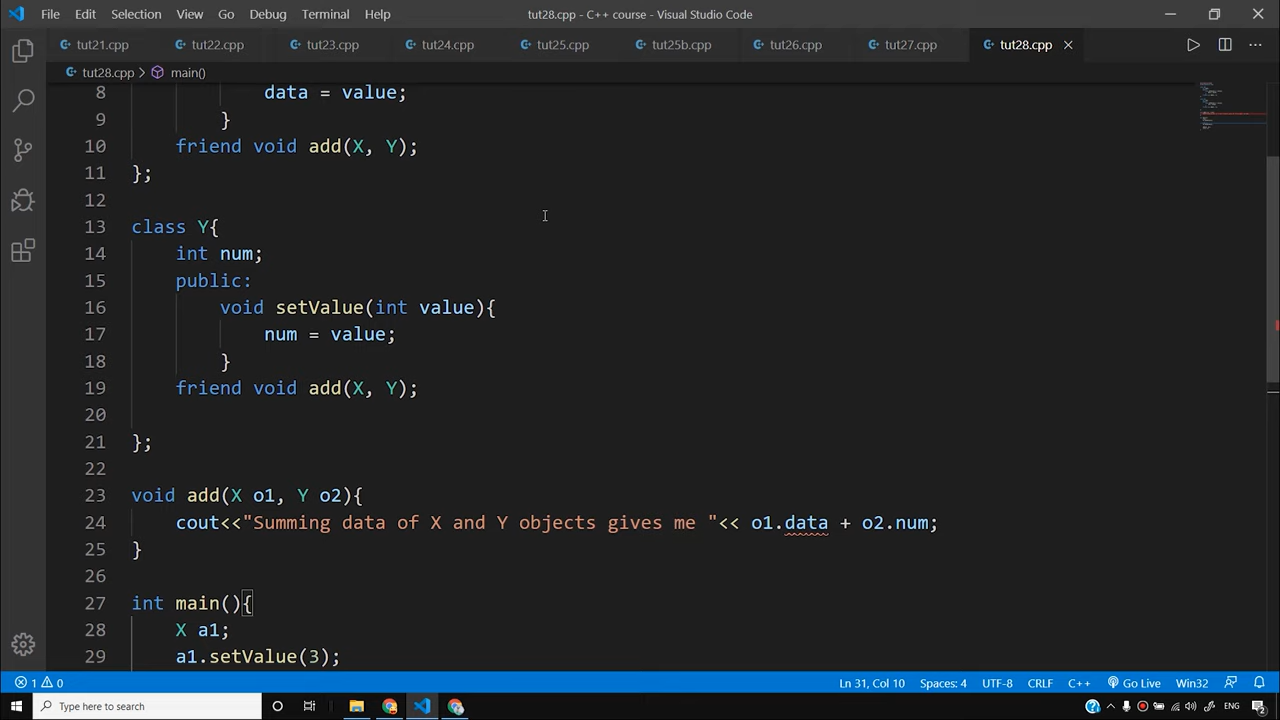 File Edit Selection View Go Debug Terminal Help tut28.cpp - C++ course - Visual Studio Code
tut21.cpp tut22.cpp tut23.cpp tut24.cpp tut25.cpp tut25b.cpp tut26.cpp tut27.cpp tut28.cpp
tut28.cpp > main()
8 data = value;
9 }
10 friend void add(X, Y);
11 };
12
13 class Y{
14 int num;
15 public:
16 void setValue(int value){
17 num = value;
18 }
19 friend void add(X, Y);
20
21 };
22
23 void add(X o1, Y o2){
24 cout<<"Summing data of X and Y objects gives me "<< o1.data + o2.num;
25 }
26
27 int main(){
28 X a1;
29 a1.setValue(3);
1 0 Ln 31, Col 10 Spaces: 4 UTF-8 CRLF C++ Go Live Win32
Type here to search ENG 2